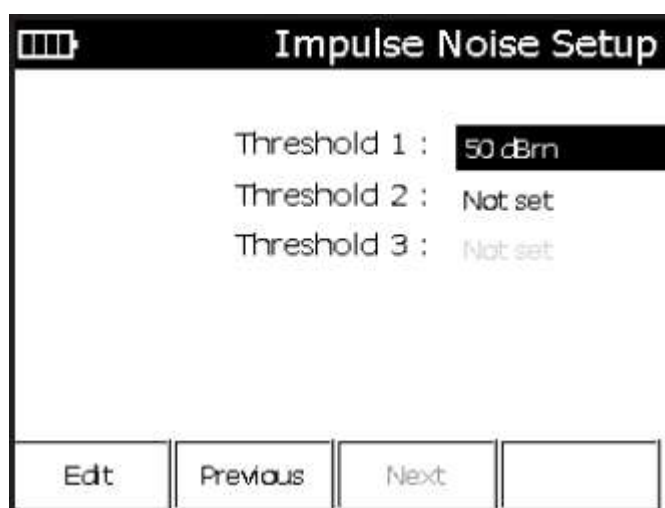 Impulse Noise Setup
Threshold 1 : 50 dBrn
Threshold 2 : Not set
Threshold 3 : Not set
Edit Previous Next